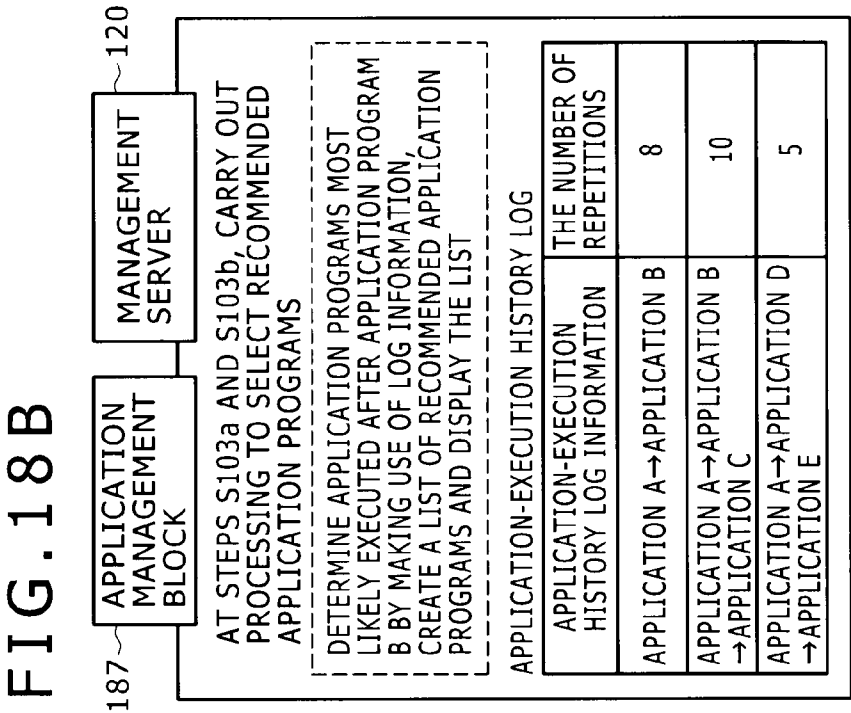 FIG.18B
187
APPLICATION
MANAGEMENT
BLOCK
MANAGEMENT
SERVER
120
AT STEPS S103a AND S103b, CARRY OUT
PROCESSING TO SELECT RECOMMENDED
APPLICATION PROGRAMS
DETERMINE APPLICATION PROGRAMS MOST
LIKELY EXECUTED AFTER APPLICATION PROGRAM
B BY MAKING USE OF LOG INFORMATION,
CREATE A LIST OF RECOMMENDED APPLICATION
PROGRAMS AND DISPLAY THE LIST
APPLICATION-EXECUTION HISTORY LOG
APPLICATION-EXECUTION
HISTORY LOG INFORMATION
THE NUMBER OF
REPETITIONS
APPLICATION A→APPLICATION B
8
APPLICATION A→APPLICATION B
→APPLICATION C
10
APPLICATION A→APPLICATION D
→APPLICATION E
5